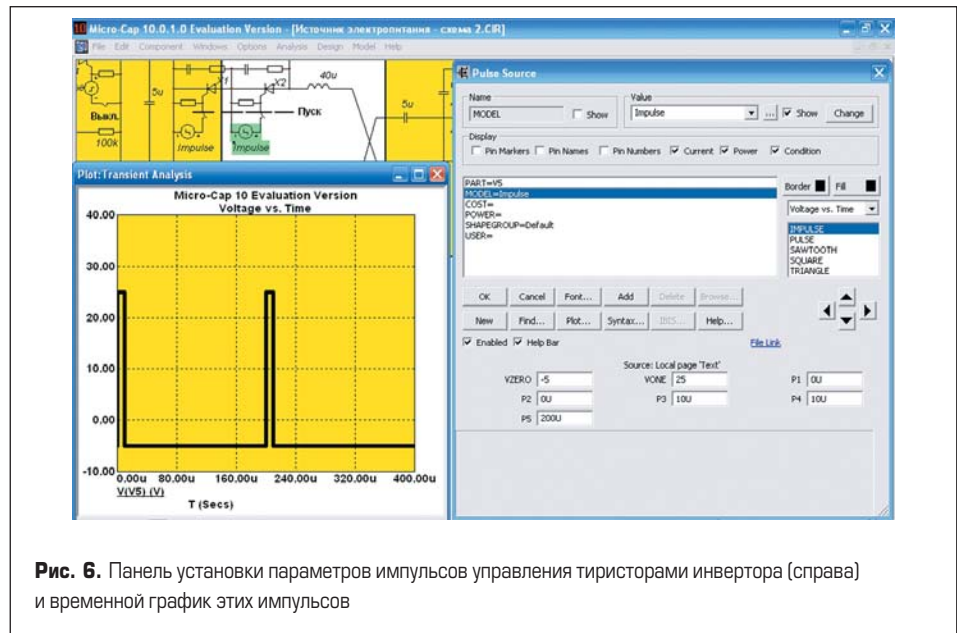 Micro-Cap 10.0.1.0 Evaluation Version - [Источник электропитания - схема 2.CIR]
File Edit Component Windows Options Analysis Design Model Help
5u
X1
X2
40u
5u
Выкл.
Пуск
100k
Impulse
Impulse
Plot:Transient Analysis
Micro-Cap 10 Evaluation Version
Voltage vs. Time
40.00
30.00
20.00
10.00
0.00
-10.00
0.00u 80.00u 160.00u 240.00u 320.00u 400.00u
V(V5) (V)
T (Secs)
Pulse Source
Name
MODEL
Show
Value
Impulse
...
Show
Change
Display
Pin Markers Pin Names Pin Numbers Current Power Condition
PART=V5
MODEL=Impulse
COST=
POWER=
SHAPEGROUP=Default
USER=
Border Fill
Voltage vs. Time
IMPULSE
PULSE
SAWTOOTH
SQUARE
TRIANGLE
OK Cancel Font... Add Delete Browse...
New Find... Plot... Syntax... IBIS... Help...
Enabled Help Bar
File Link
Source: Local page 'Text'
VZERO -5 VONE 25 P1 0U
P2 0U P3 10U P4 10U
P5 200U
Рис. 6. Панель установки параметров импульсов управления тиристорами инвертора (справа)
и временной график этих импульсов